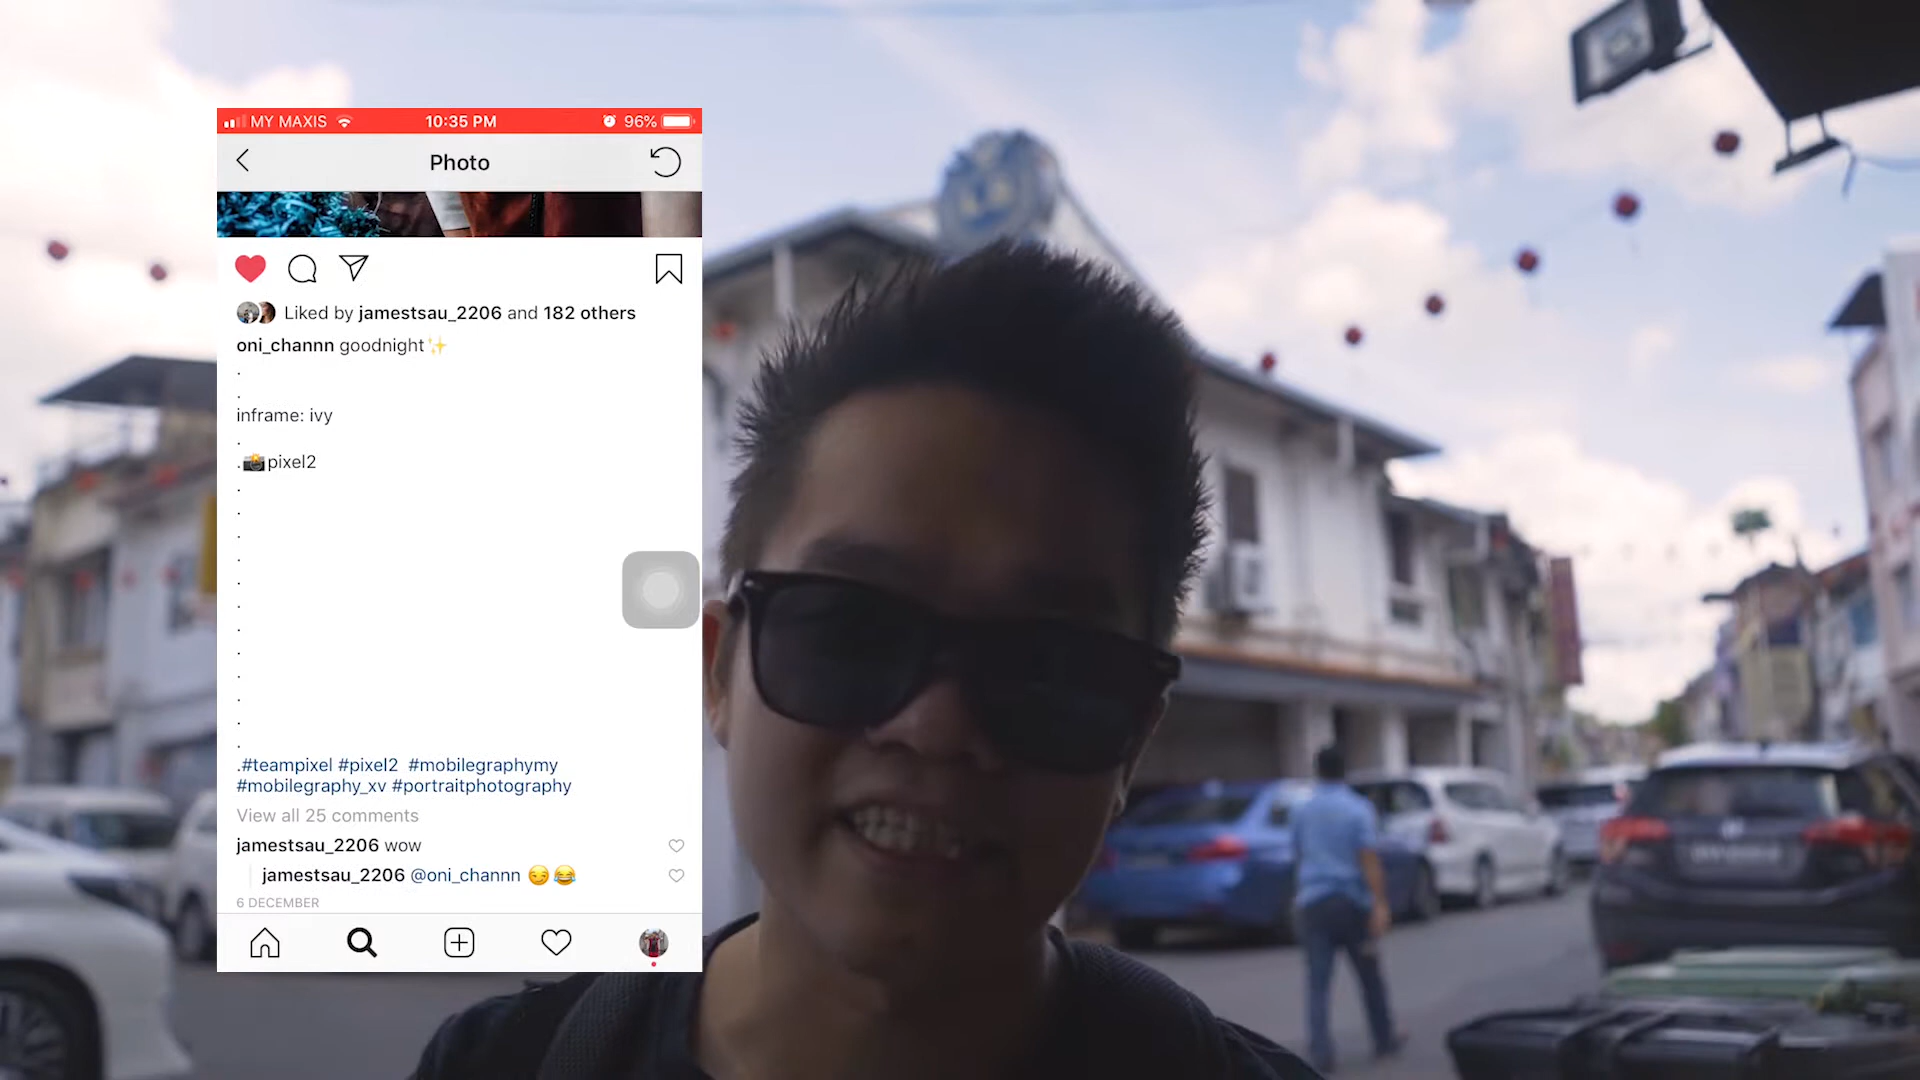 MY MAXIS 10:35 PM 96%
Photo
Liked by jamestsau_2206 and 182 others
oni_channn goodnight✨
.
.
inframe: ivy
.
.📸pixel2
.
.
.
.
.
.
.
.
.
.
.
.
.#teampixel #pixel2 #mobilegraphymy
#mobilegraphy_xv #portraitphotography
View all 25 comments
jamestsau_2206 wow
jamestsau_2206 @oni_channn 😏😂
6 DECEMBER